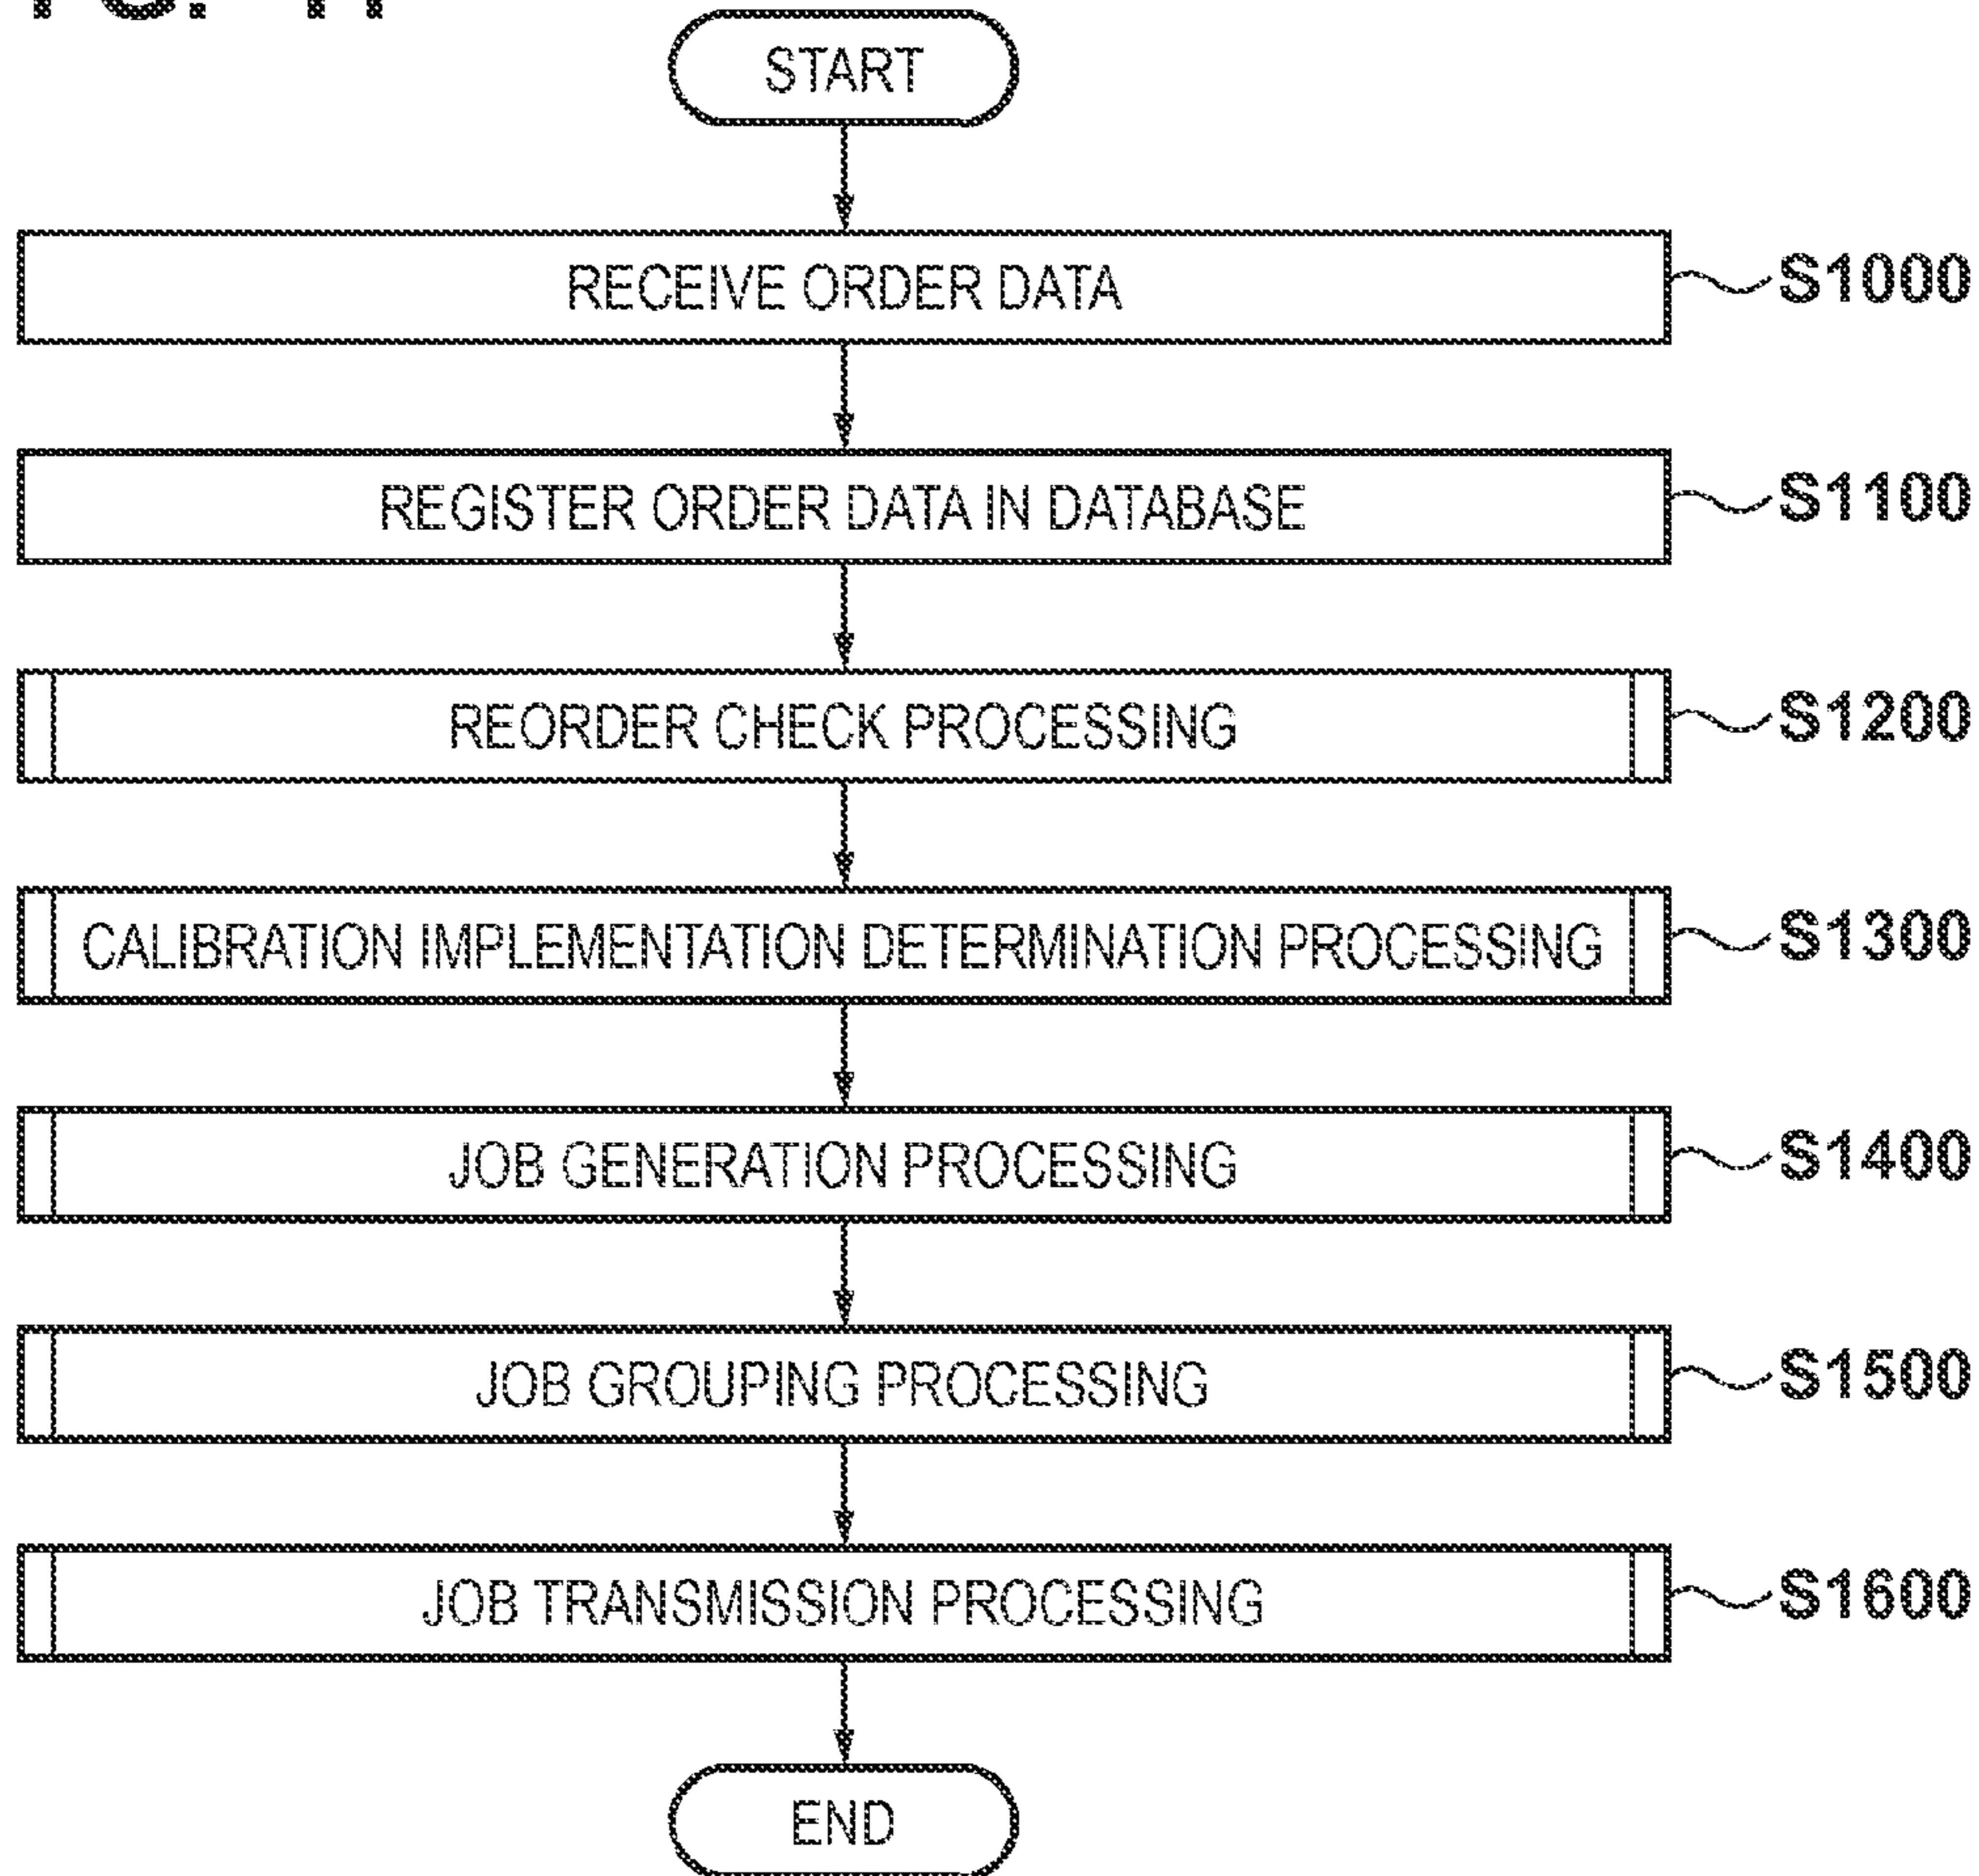 START
RECEIVE ORDER DATA
S1000
REGISTER ORDER DATA IN DATABASE
S1100
REORDER CHECK PROCESSING
S1200
CALIBRATION IMPLEMENTATION DETERMINATION PROCESSING
S1300
JOB GENERATION PROCESSING
S1400
JOB GROUPING PROCESSING
S1500
JOB TRANSMISSION PROCESSING
S1600
END